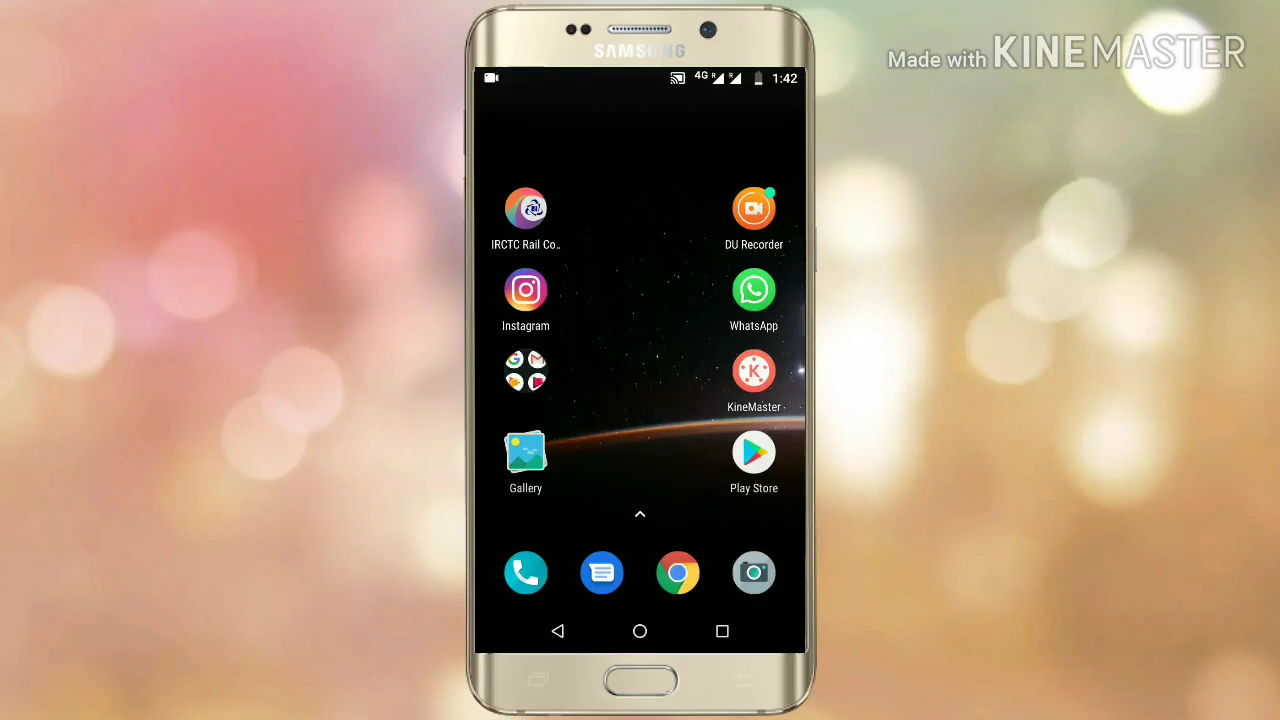 Made with KINEMASTER
SAMSUNG
4G R R 1:42
IRCTC Rail Co..
DU Recorder
Instagram
WhatsApp
KineMaster
Gallery
Play Store